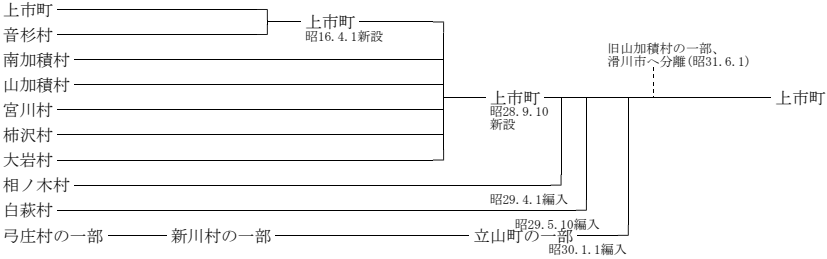 上市町
音杉村
上市町
昭16.4.1新設
南加積村
山加積村
宮川村
柿沢村
大岩村
上市町
昭28.9.10
新設
旧山加積村の一部、
滑川市へ分離(昭31.6.1)
上市町
相ノ木村
昭29.4.1編入
白萩村
昭29.5.10編入
弓庄村の一部
新川村の一部
立山町の一部
昭30.1.1編入